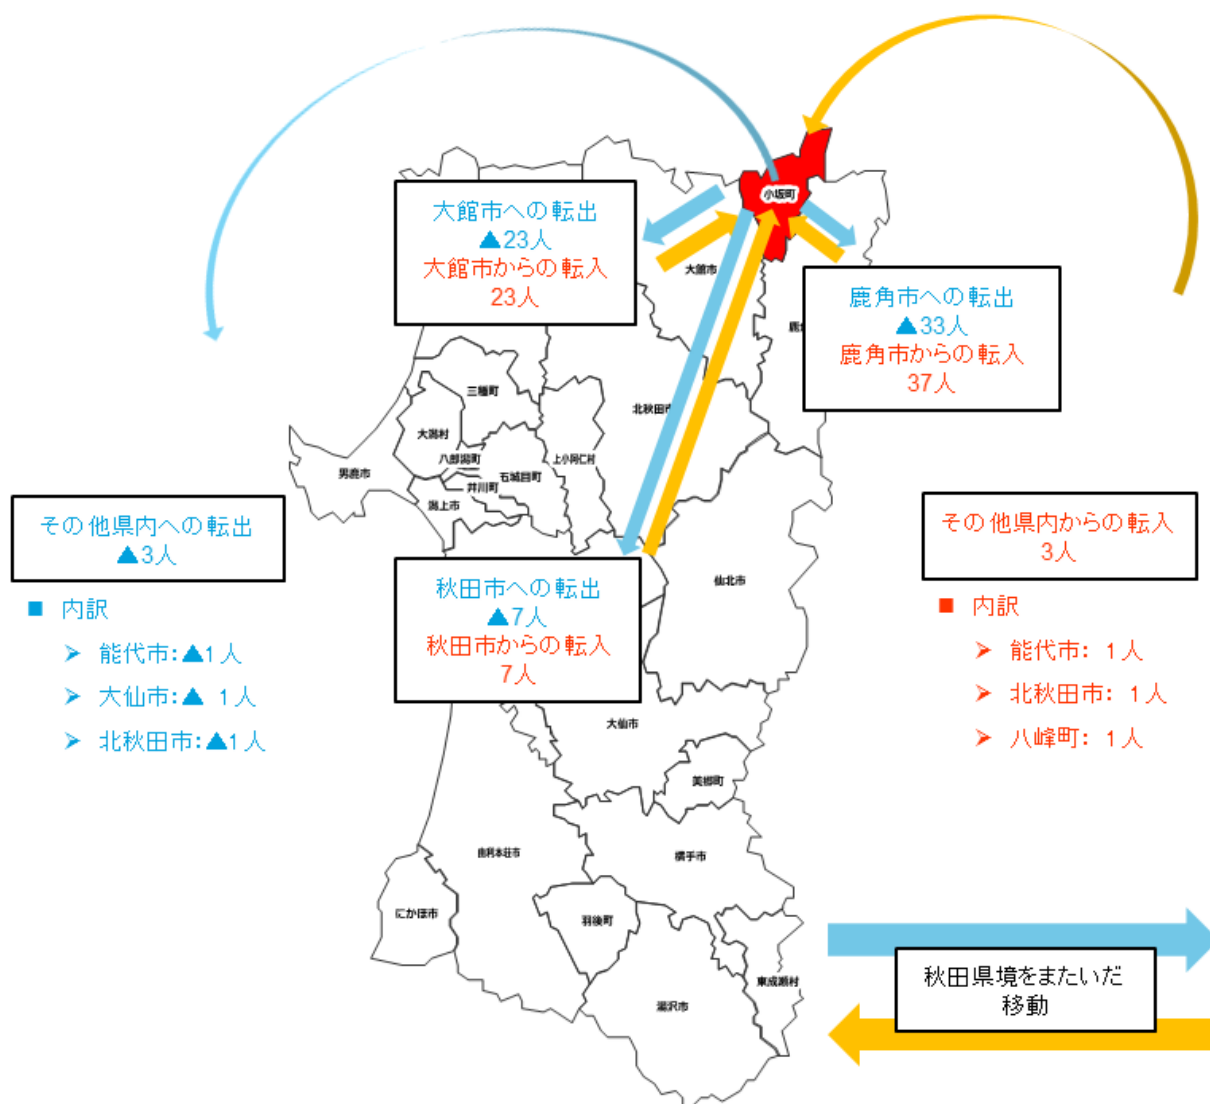 小坂町
大館市への転出
▲23人
大館市からの転入
23人
大館市
鹿角市への転出
▲33人
鹿角市からの転入
37人
三種町
北秋田市
大潟村
八郎潟町
上小阿仁村
男鹿市
五城目町
井川町
潟上市
その他県内への転出
▲3人
■ 内訳
➢ 能代市:▲1人
➢ 大仙市:▲ 1人
➢ 北秋田市:▲1人
その他県内からの転入
3人
■ 内訳
➢ 能代市: 1人
➢ 北秋田市: 1人
➢ 八峰町: 1人
仙北市
秋田市への転出
▲7人
秋田市からの転入
7人
大仙市
美郷町
由利本荘市
横手市
にかほ市
羽後町
東成瀬村
湯沢市
秋田県境をまたいだ
移動